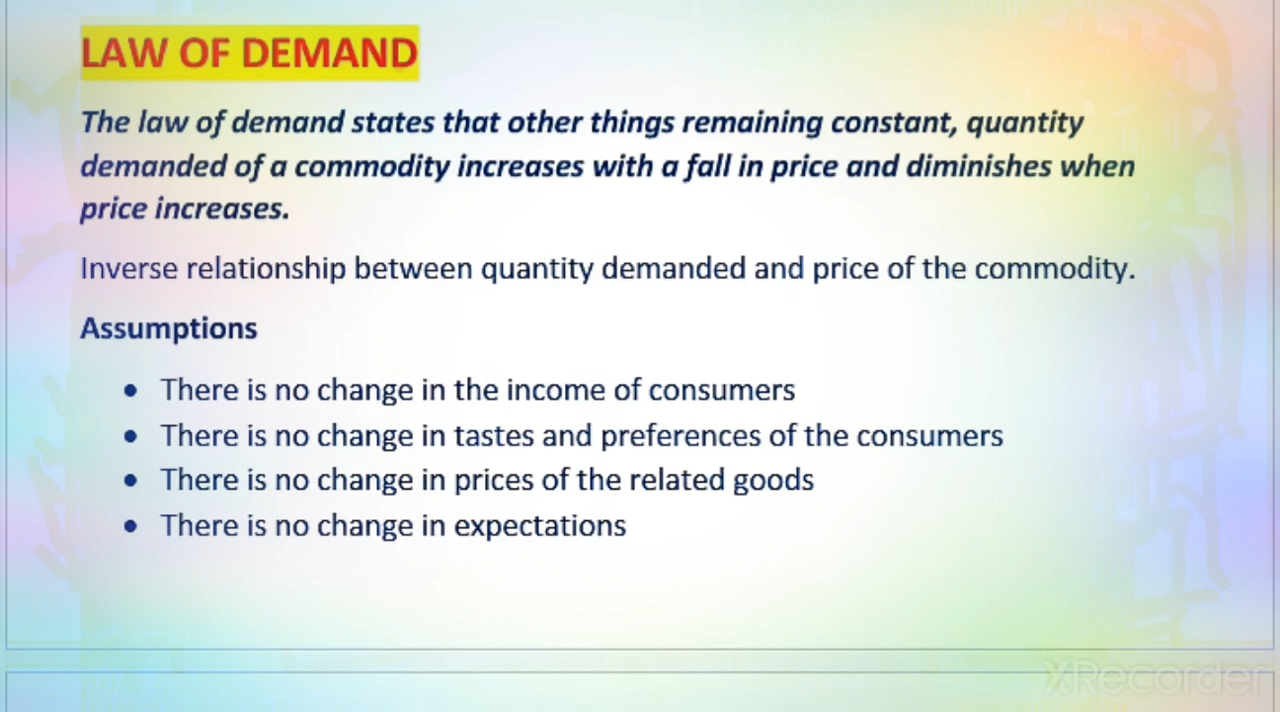 LAW OF DEMAND
The law of demand states that other things remaining constant, quantity
demanded of a commodity increases with a fall in price and diminishes when
price increases.
Inverse relationship between quantity demanded and price of the commodity.
Assumptions
• There is no change in the income of consumers
• There is no change in tastes and preferences of the consumers
• There is no change in prices of the related goods
• There is no change in expectations
XRecorder